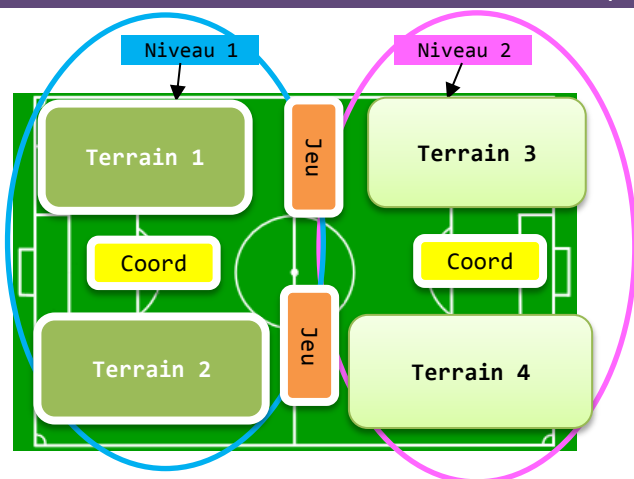 Niveau 1
Niveau 2
Terrain 1
Jeu
Terrain 3
Coord
Coord
Terrain 2
Jeu
Terrain 4